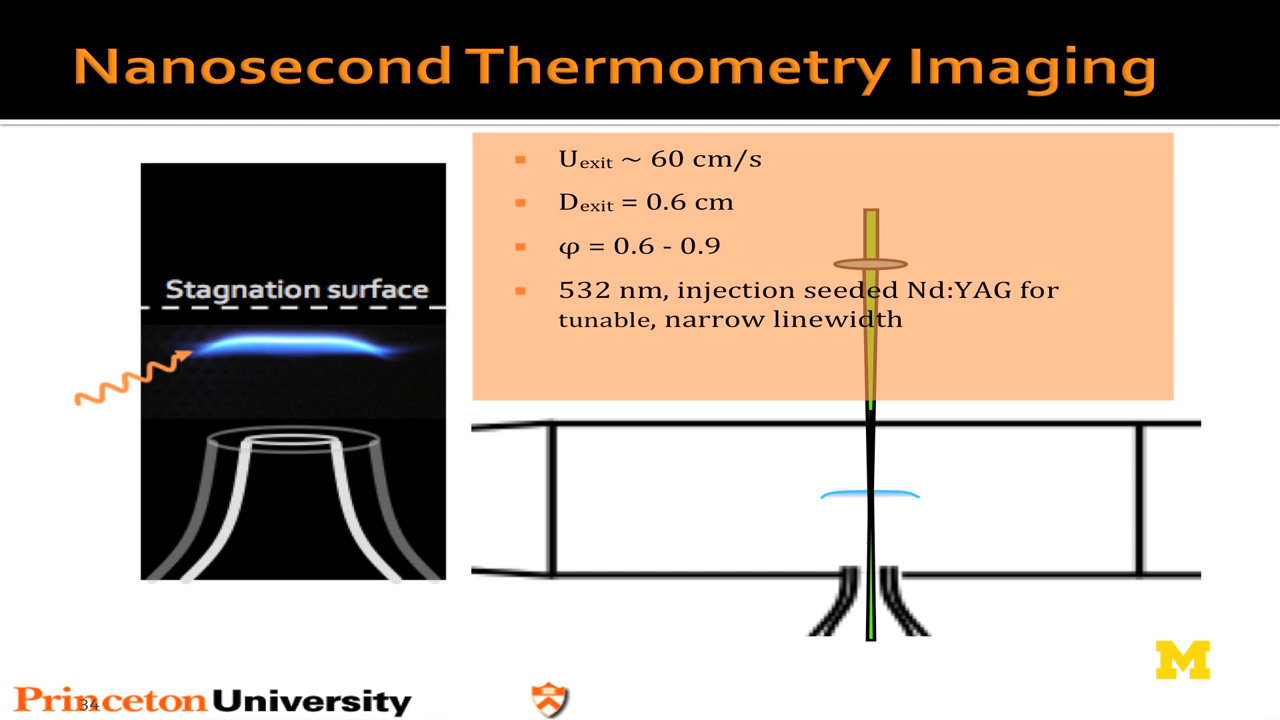 Nanosecond Thermometry Imaging
Uexit ~ 60 cm/s
Dexit = 0.6 cm
φ = 0.6 - 0.9
532 nm, injection seeded Nd:YAG for
tunable, narrow linewidth
Stagnation surface
M
Princeton University
34